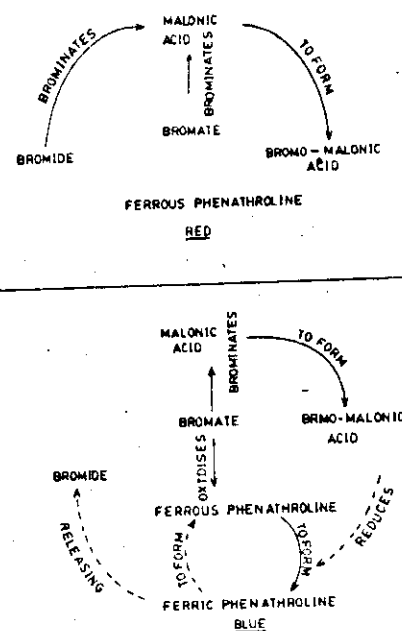 MALONIC
ACID
BROMINATES
BROMINATES
TO FORM
BROMATE
BROMIDE
BROMO-MALONIC
ACID
FERROUS PHENATHROLINE
RED
MALONIC
ACID
BROMINATES
TO FORM
BROMATE
BRMO-MALONIC
ACID
BROMIDE
OXTDISES
FERROUS PHENATHROLINE
REDUCES
RELEASING
TO FORM
TO FORM
FERRIC PHENATHROLINE
BLUE